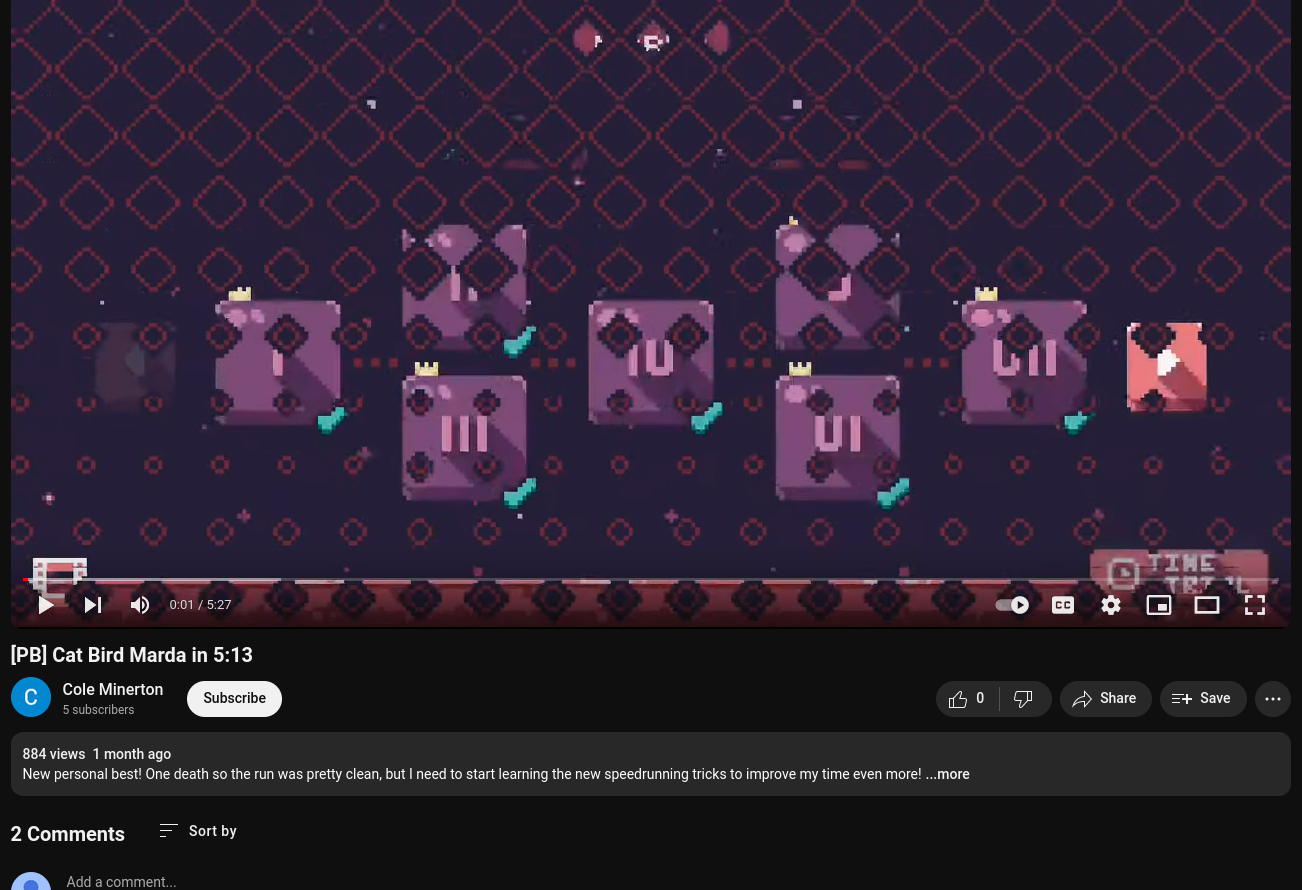 I
III
IV
VI
VII
TIME
0:01 / 5:27
CC
[PB] Cat Bird Marda in 5:13
C
Cole Minerton
5 subscribers
Subscribe
0
Share
Save
884 views 1 month ago
New personal best! One death so the run was pretty clean, but I need to start learning the new speedrunning tricks to improve my time even more! ...more
2 Comments
Sort by
Add a comment...